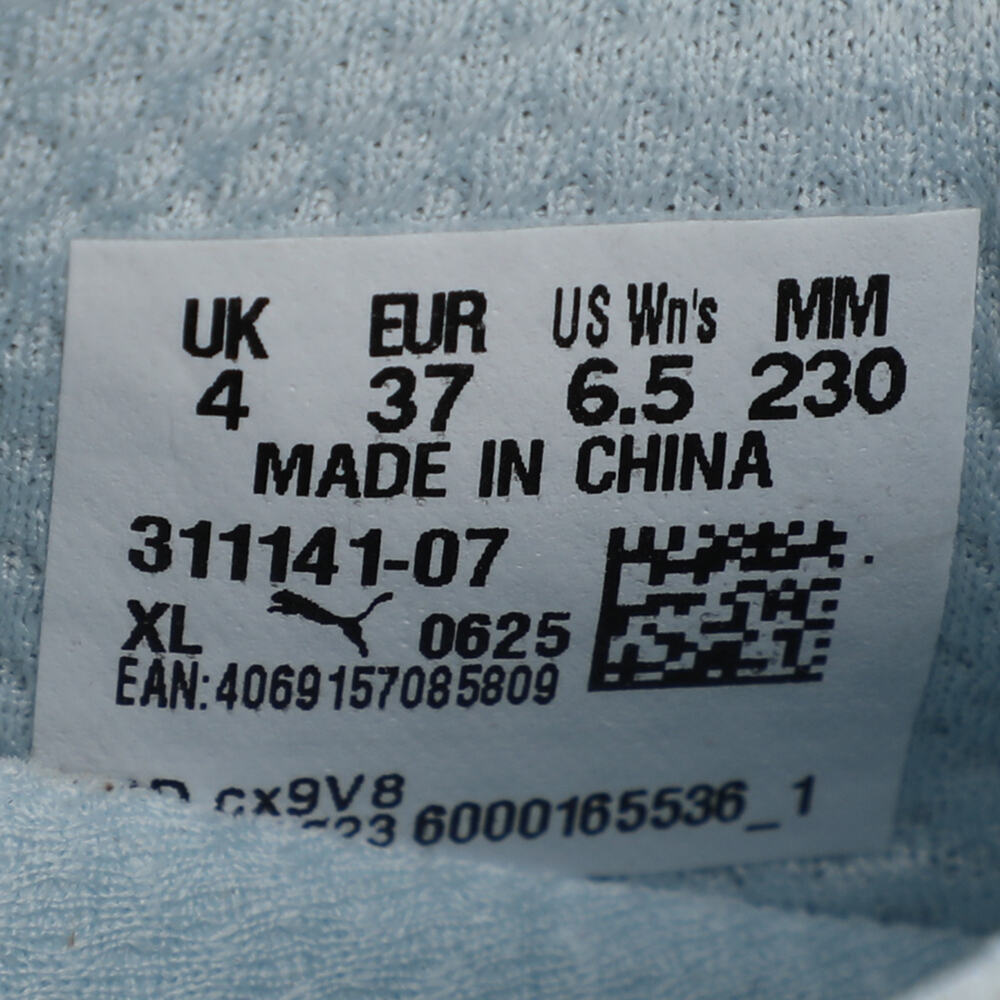 UK EUR US Wn's MM
4 37 6.5 230
MADE IN CHINA
311141-07
XL 0625
EAN:4069157085809
cx9V8
6000165536_1